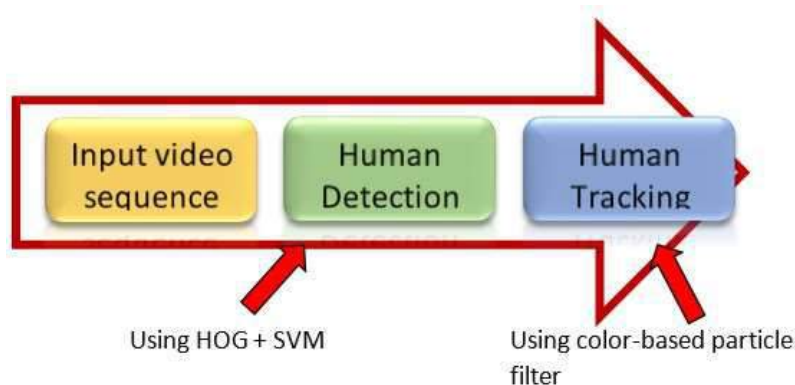 Input video
sequence
Human
Detection
Human
Tracking
Using HOG + SVM
Using color-based particle
filter